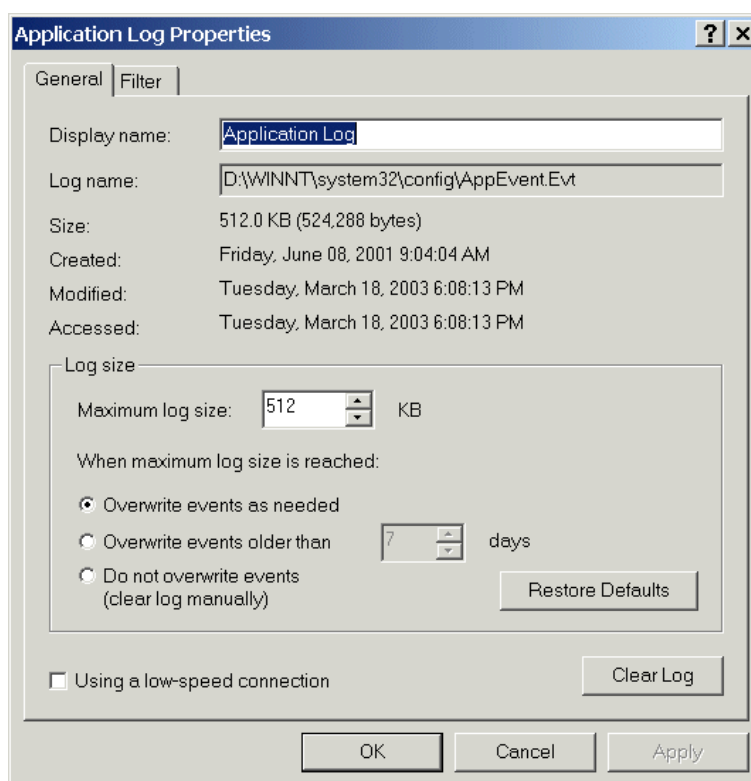 Application Log Properties
General Filter
Display name: Application Log
Log name: D:\WINNT\system32\config\AppEvent.Evt
Size: 512.0 KB (524,288 bytes)
Created: Friday, June 08, 2001 9:04:04 AM
Modified: Tuesday, March 18, 2003 6:08:13 PM
Accessed: Tuesday, March 18, 2003 6:08:13 PM
Log size
Maximum log size: 512 KB
When maximum log size is reached:
Overwrite events as needed
Overwrite events older than 7 days
Do not overwrite events
(clear log manually)
Restore Defaults
Using a low-speed connection
Clear Log
OK Cancel Apply